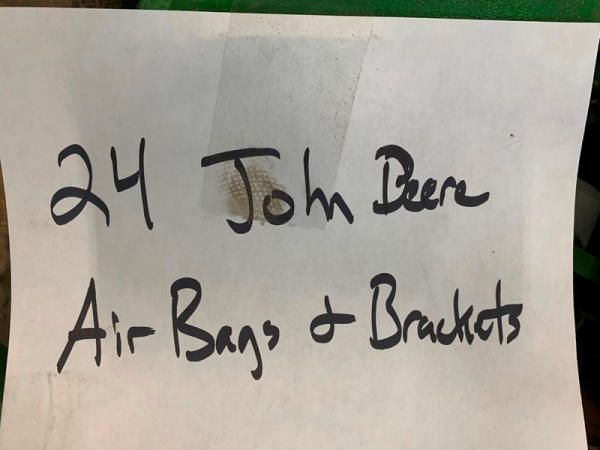 24 John Deere
Air Bags & Brackets